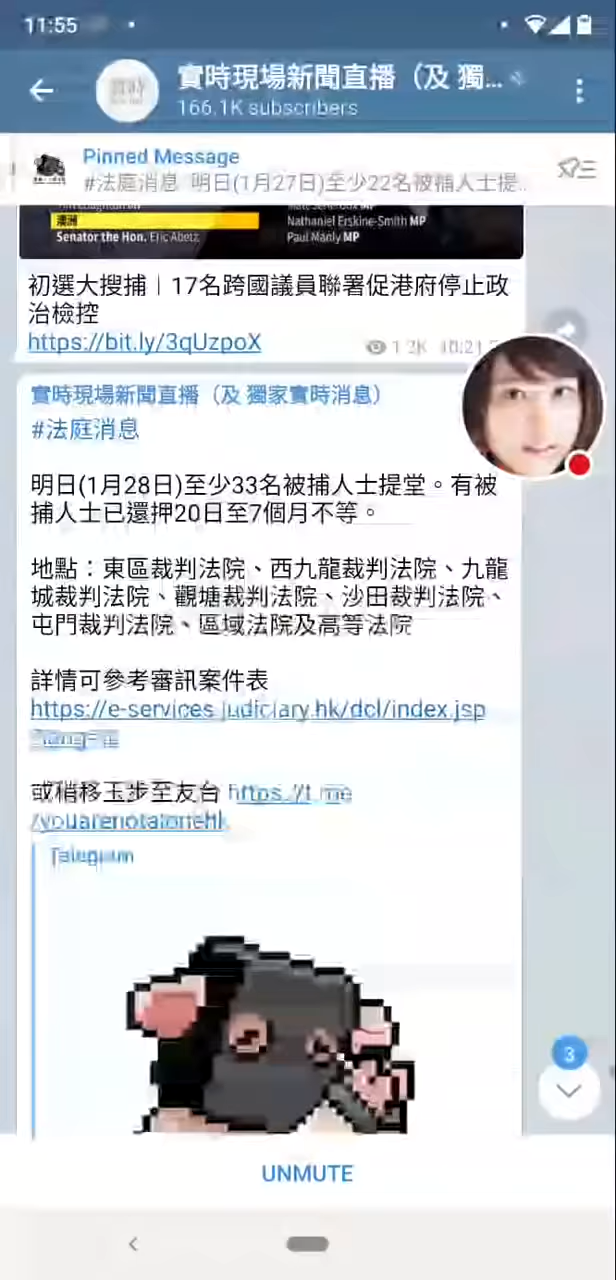 11:55
實時現場新聞直播（及 獨...
166.1K subscribers
Pinned Message
#法庭消息 明日(1月27日)至少22名被捕人士提...
澳洲
Senator the Hon. Eric Abetz
Nathaniel Erskine-Smith MP
Paul Manly MP
初選大搜捕︱17名跨國議員聯署促港府停止政
治檢控
https://bit.ly/3qUzpoX
1.2K 10:21
實時現場新聞直播（及 獨家實時消息）
#法庭消息
明日(1月28日)至少33名被捕人士提堂。有被
捕人士已還押20日至7個月不等。
地點：東區裁判法院、西九龍裁判法院、九龍
城裁判法院、觀塘裁判法院、沙田裁判法院、
屯門裁判法院、區域法院及高等法院
詳情可參考審訊案件表
https://e-services.judiciary.hk/dcl/index.jsp
或稍移玉步至友台 https://t.me
/youarenotalonehk
Telegram
3
UNMUTE